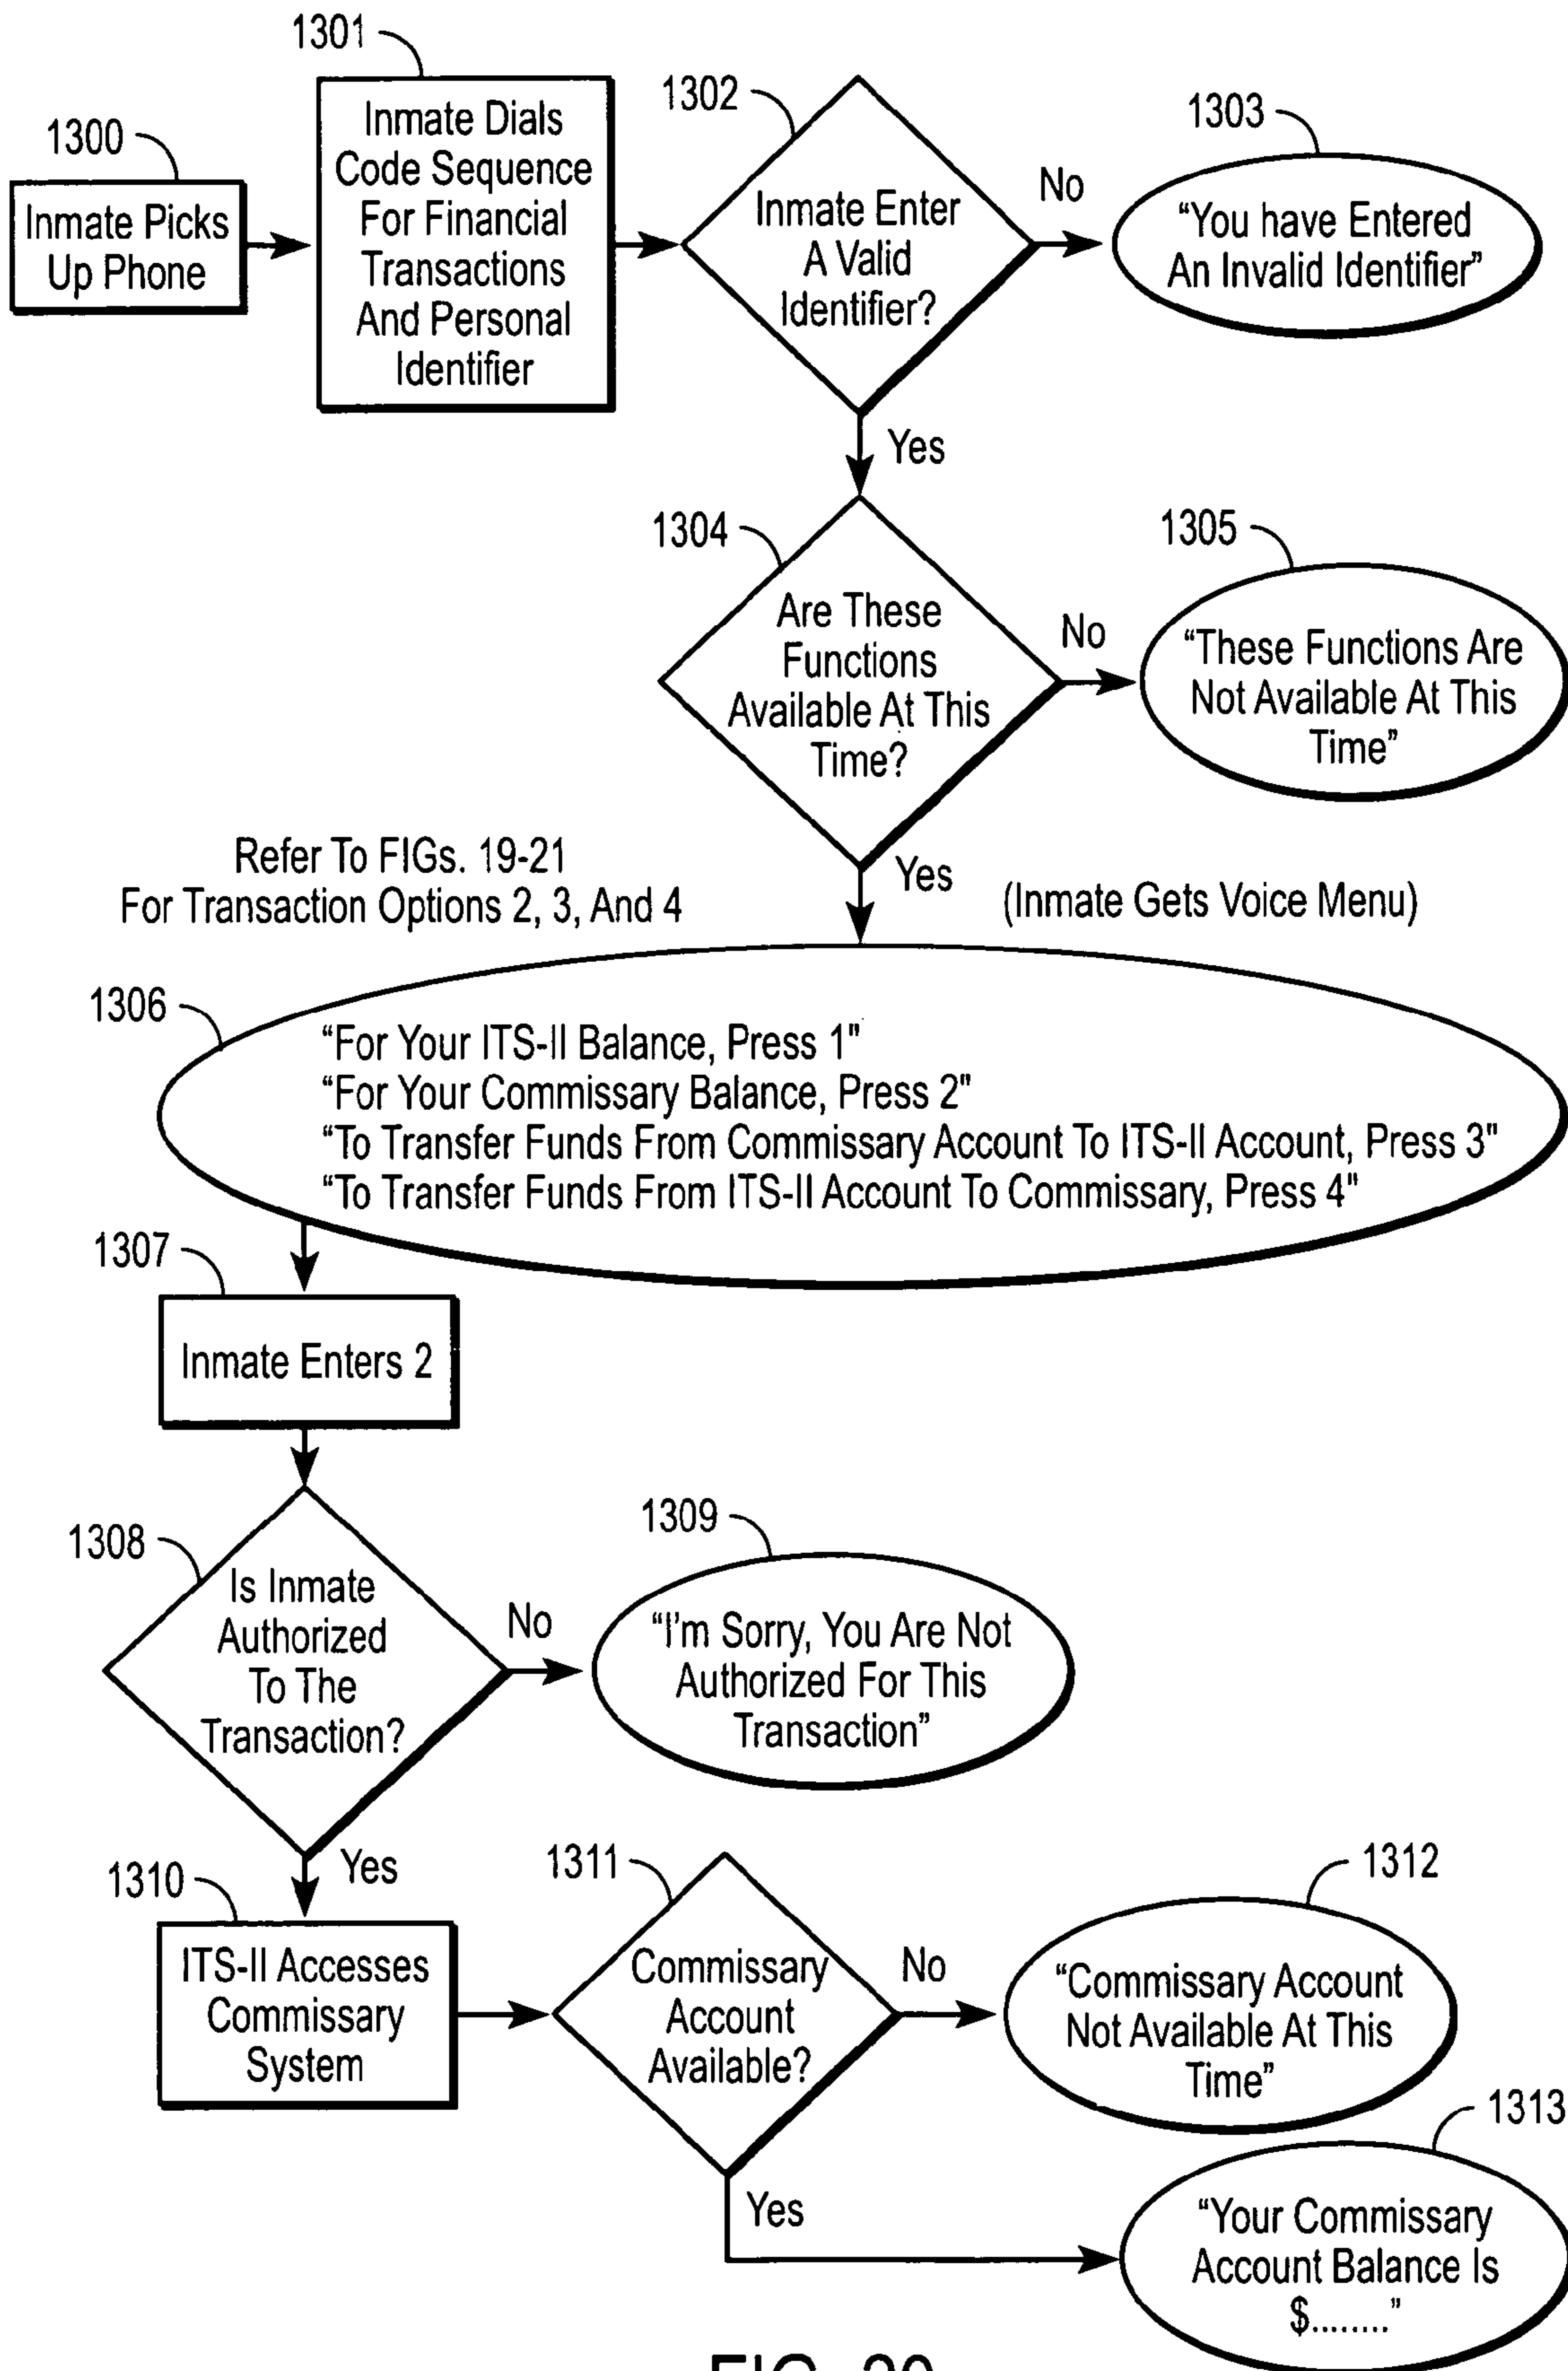 1300
Inmate Picks
Up Phone
1301
Inmate Dials
Code Sequence
For Financial
Transactions
And Personal
Identifier
1302
Inmate Enter
A Valid
Identifier?
No
1303
“You have Entered
An Invalid Identifier”
Yes
1304
Are These
Functions
Available At This
Time?
No
1305
“These Functions Are
Not Available At This
Time”
Yes
Refer To FIGs. 19-21
For Transaction Options 2, 3, And 4
(Inmate Gets Voice Menu)
1306
“For Your ITS-II Balance, Press 1"
“For Your Commissary Balance, Press 2"
“To Transfer Funds From Commissary Account To ITS-II Account, Press 3"
“To Transfer Funds From ITS-II Account To Commissary, Press 4"
1307
Inmate Enters 2
1308
Is Inmate
Authorized
To The
Transaction?
No
1309
“I'm Sorry, You Are Not
Authorized For This
Transaction”
Yes
1310
ITS-II Accesses
Commissary
System
1311
Commissary
Account
Available?
No
1312
“Commissary Account
Not Available At This
Time”
Yes
1313
“Your Commissary
Account Balance Is
$........”
FIG. 20